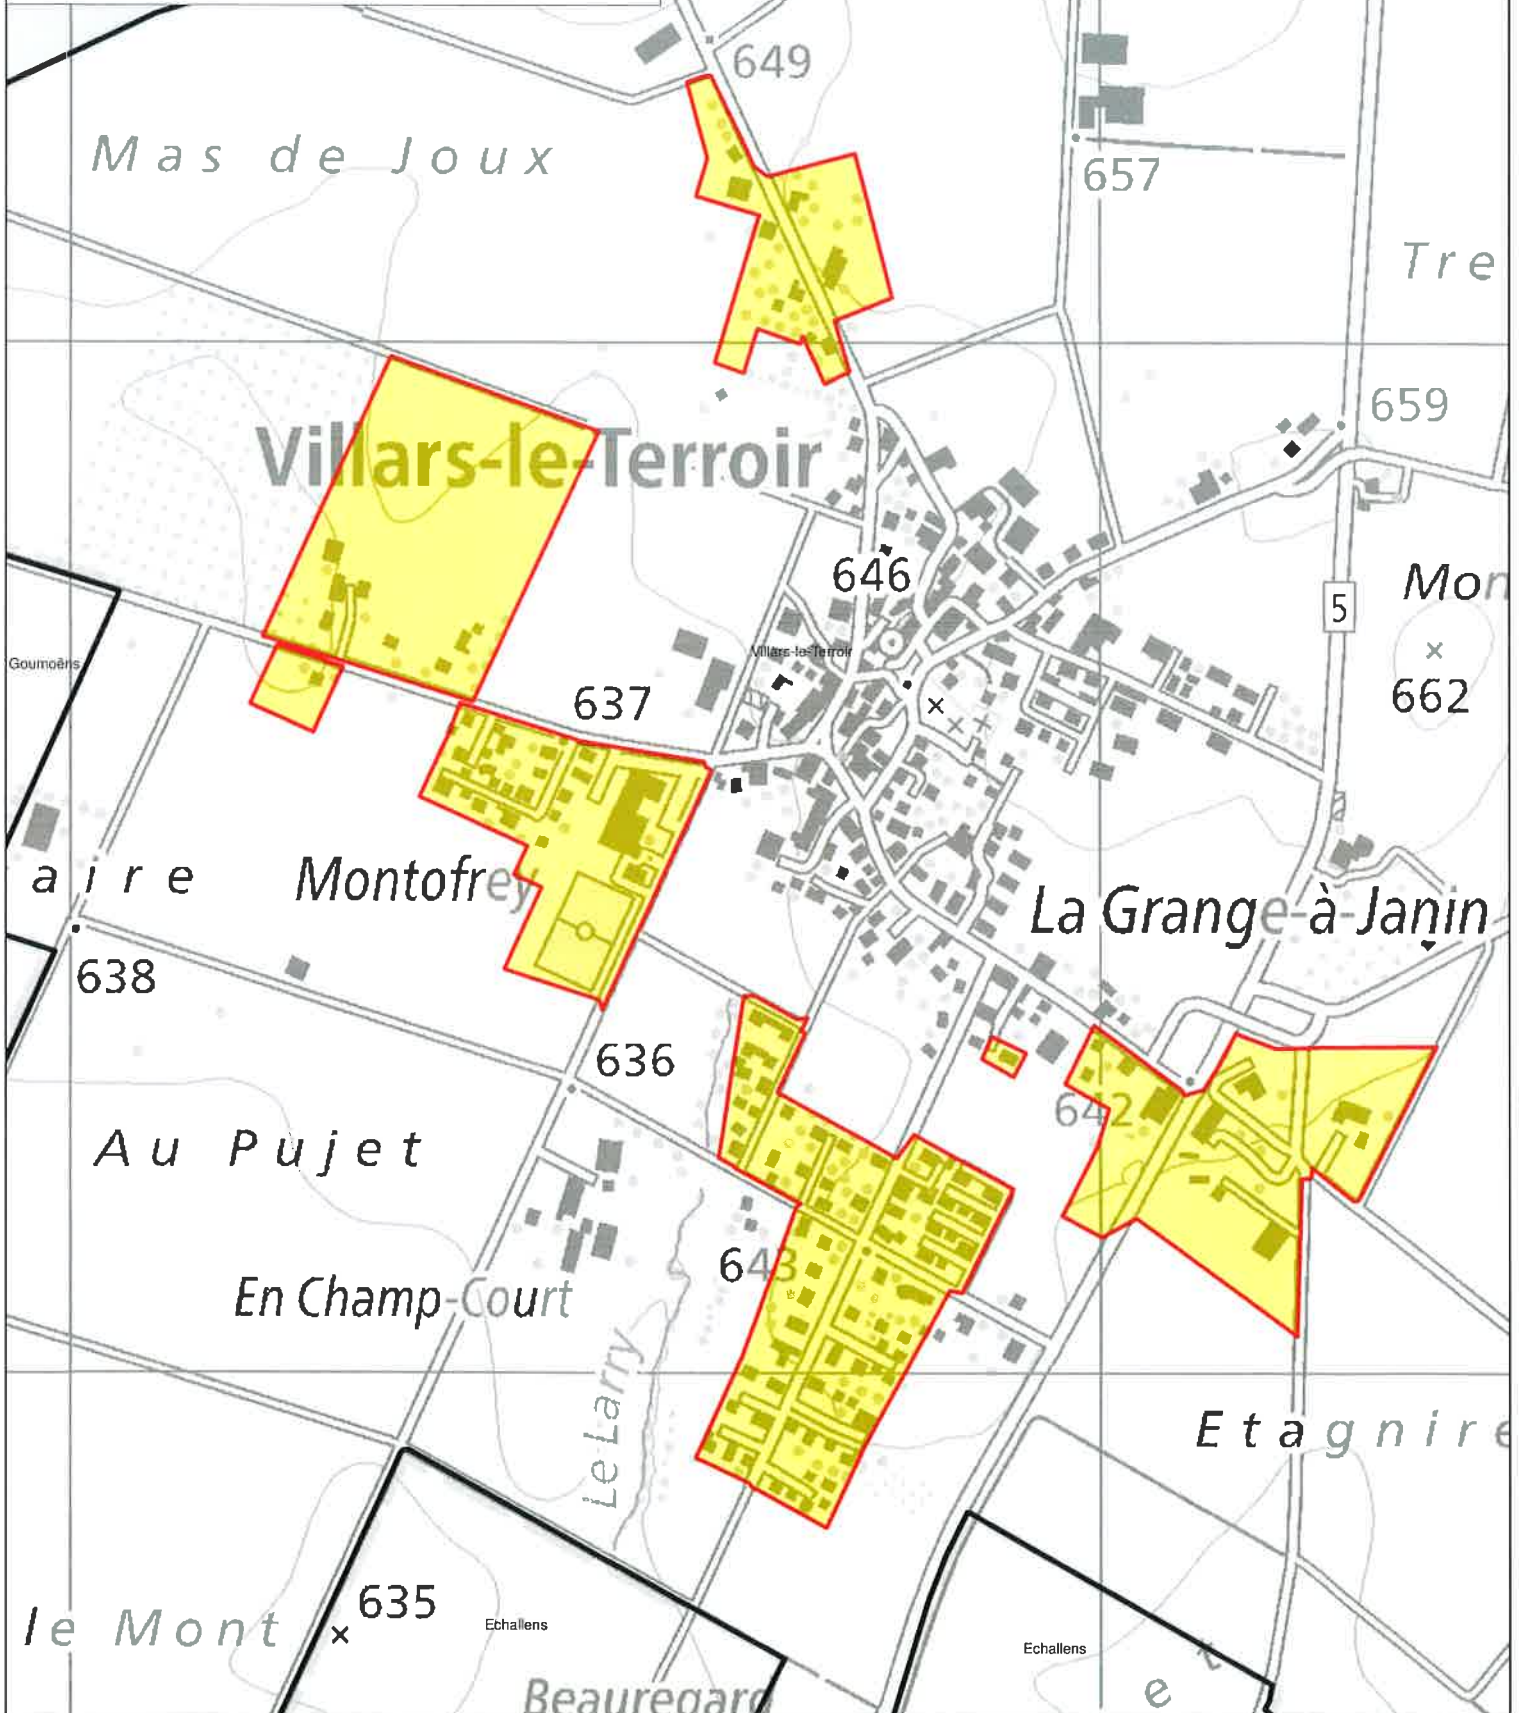 649
Mas de Joux
657
Tre
659
Villars-le-Terroir
646
5
Mon
Villars-le-Terroir
Goumoëns
637
662
aire
Montofrey
La Grange-à-Janin
638
636
642
Au Pujet
643
En Champ-Court
Le Larry
Etagnire
635
le Mont
Echallens
Echallens
et
Beauregard